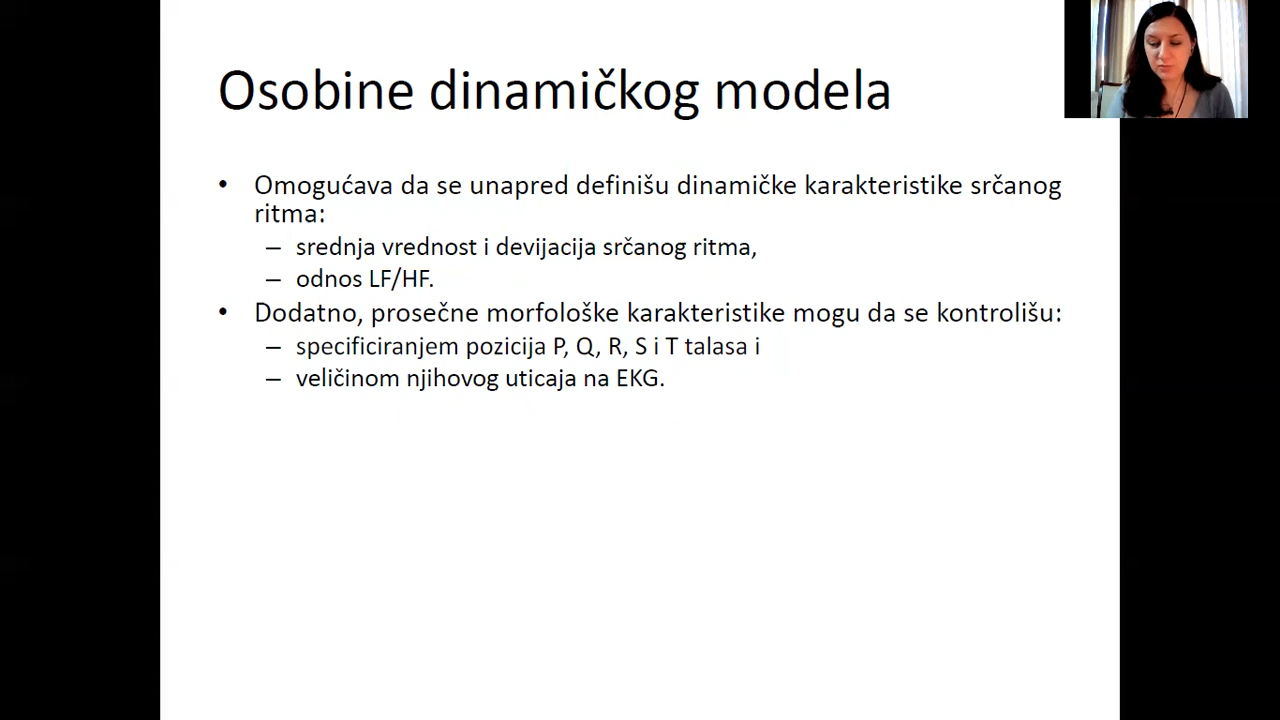 Osobine dinamičkog modela
• Omogućava da se unapred definišu dinamičke karakteristike srčanog
ritma:
– srednja vrednost i devijacija srčanog ritma,
– odnos LF/HF.
• Dodatno, prosečne morfološke karakteristike mogu da se kontrolišu:
– specificiranjem pozicija P, Q, R, S i T talasa i
– veličinom njihovog uticaja na EKG.